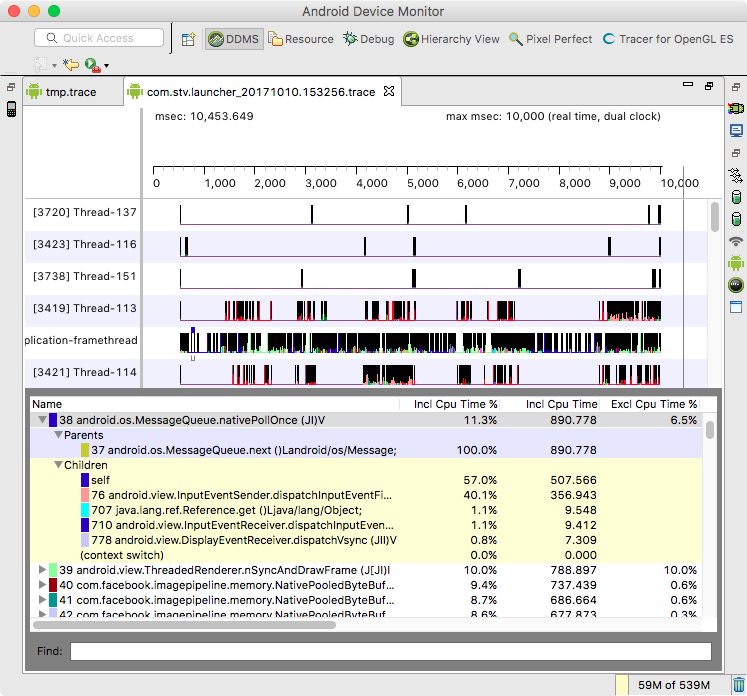 Android Device Monitor
Quick Access
DDMS
Resource
Debug
Hierarchy View
Pixel Perfect
Tracer for OpenGL ES
tmp.trace
com.stv.launcher_20171010.153256.trace
msec: 10,453.649
max msec: 10,000 (real time, dual clock)
0 1,000 2,000 3,000 4,000 5,000 6,000 7,000 8,000 9,000 10,000
[3720] Thread-137
[3423] Thread-116
[3738] Thread-151
[3419] Thread-113
plication-framethread
[3421] Thread-114
Name Incl Cpu Time % Incl Cpu Time Excl Cpu Time %
38 android.os.MessageQueue.nativePollOnce (JI)V 11.3% 890.778 6.5%
Parents
37 android.os.MessageQueue.next ()Landroid/os/Message; 100.0% 890.778
Children
self 57.0% 507.566
76 android.view.InputEventSender.dispatchInputEventFi... 40.1% 356.943
707 java.lang.ref.Reference.get ()Ljava/lang/Object; 1.1% 9.548
710 android.view.InputEventReceiver.dispatchInputEven... 1.1% 9.412
778 android.view.DisplayEventReceiver.dispatchVsync (JII)V 0.8% 7.309
(context switch) 0.0% 0.000
39 android.view.ThreadedRenderer.nSyncAndDrawFrame (J[JI)I 10.0% 788.897 10.0%
40 com.facebook.imagepipeline.memory.NativePooledByteBuf... 9.4% 737.439 0.6%
41 com.facebook.imagepipeline.memory.NativePooledByteBuf... 8.7% 686.664 0.6%
42 com.facebook.imagepipeline.memory.NativePooledByteBuf... 8.6% 677.873 0.3%
Find:
59M of 539M